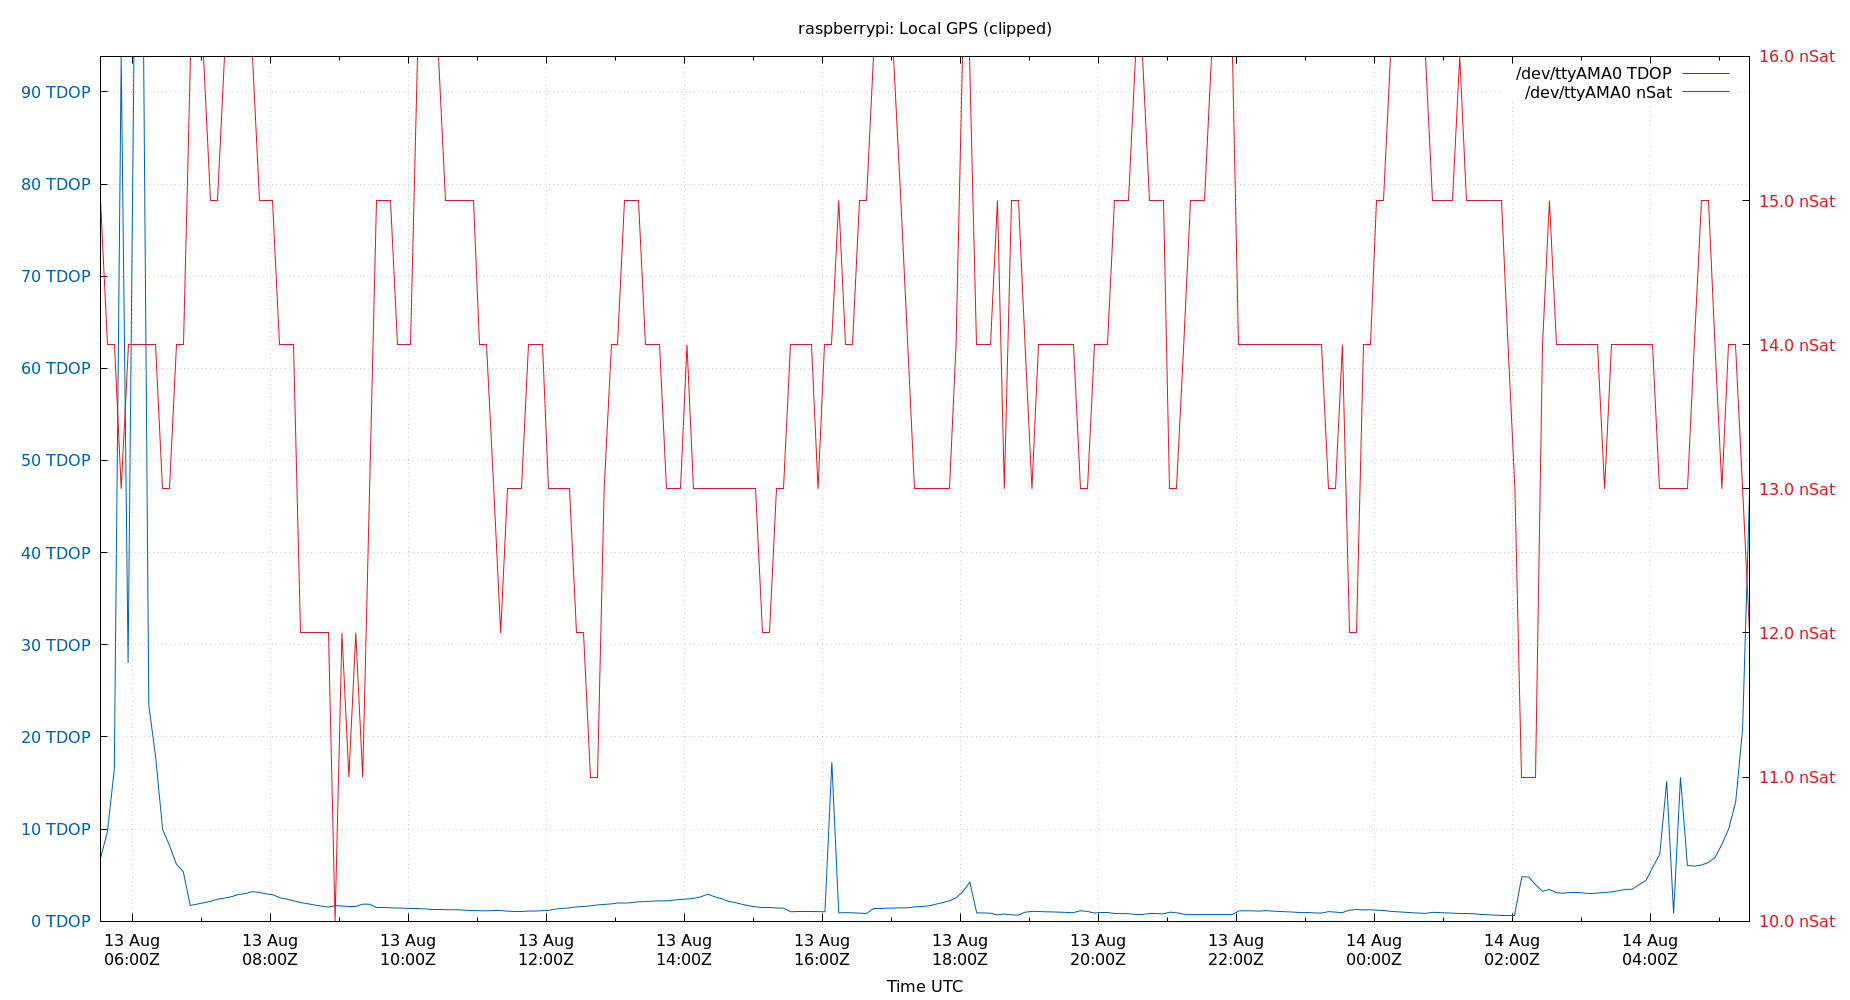 raspberrypi: Local GPS (clipped)
/dev/ttyAMA0 TDOP
/dev/ttyAMA0 nSat
90 TDOP
80 TDOP
70 TDOP
60 TDOP
50 TDOP
40 TDOP
30 TDOP
20 TDOP
10 TDOP
0 TDOP
16.0 nSat
15.0 nSat
14.0 nSat
13.0 nSat
12.0 nSat
11.0 nSat
10.0 nSat
13 Aug
06:00Z
13 Aug
08:00Z
13 Aug
10:00Z
13 Aug
12:00Z
13 Aug
14:00Z
13 Aug
16:00Z
13 Aug
18:00Z
13 Aug
20:00Z
13 Aug
22:00Z
14 Aug
00:00Z
14 Aug
02:00Z
14 Aug
04:00Z
Time UTC